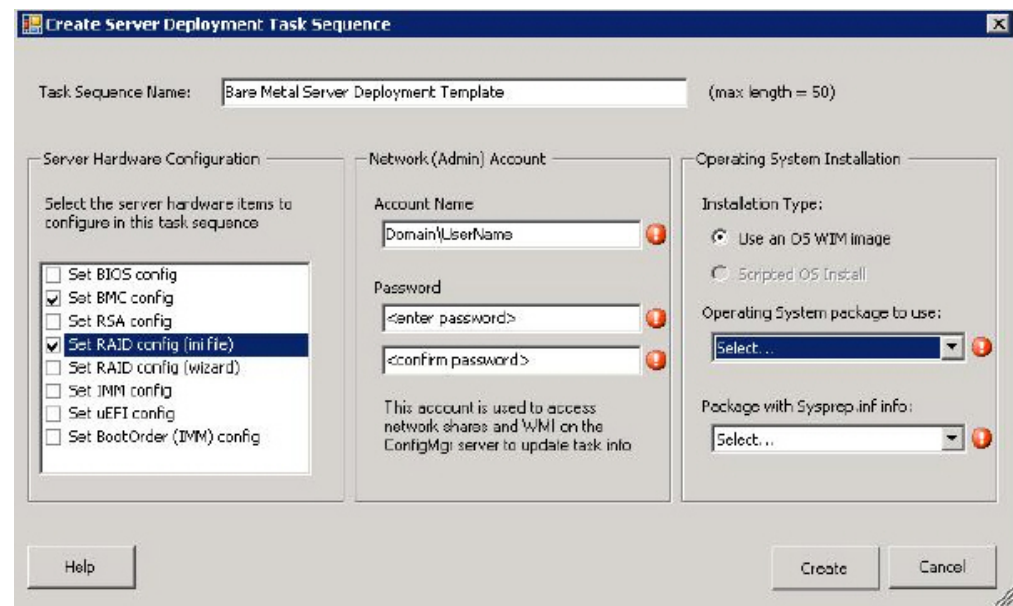 Create Server Deployment Task Sequence
Task Sequence Name: Bare Metal Server Deployment Template (max length = 50)
Server Hardware Configuration
Select the server hardware items to
configure in this task sequence
Set BIOS config
Set BMC config
Set RSA config
Set RAID config (ini file)
Set RAID config (wizard)
Set IMM config
Set uEFI config
Set BootOrder (IMM) config
Network (Admin) Account
Account Name
Domain\UserName
Password
<enter password>
<confirm password>
This account is used to access
network shares and WMI on the
ConfigMgr server to update task info
Operating System Installation
Installation Type:
Use an OS WIM image
Scripted OS Install
Operating System package to use:
Select...
Package with Sysprep.inf info:
Select...
Help
Create
Cancel